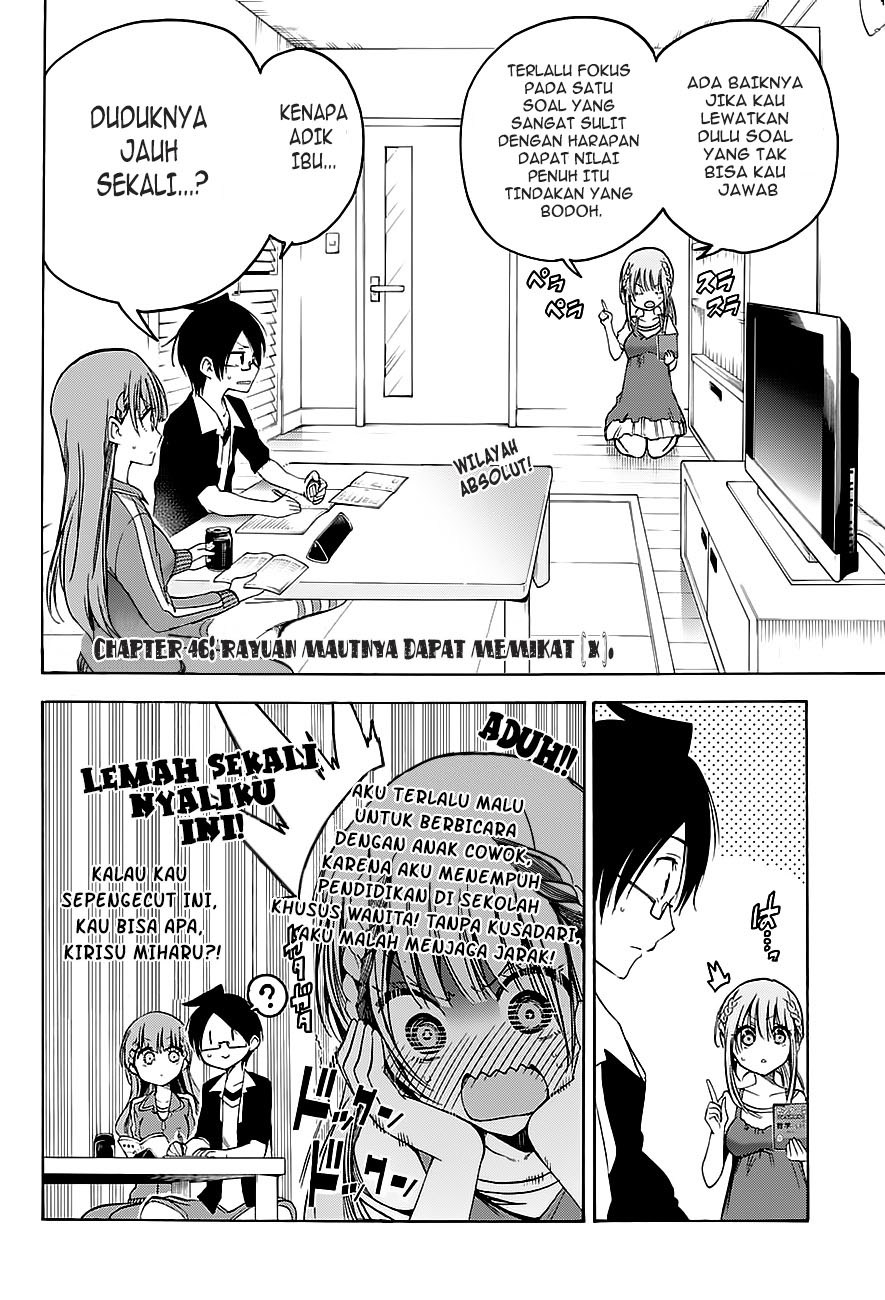 ADA BAIKNYA
JIKA KAU
LEWATKAN
DULU SOAL
YANG TAK
BISA KAU
JAWAB
TERLALU FOKUS
PADA SATU
SOAL YANG
SANGAT SULIT
DENGAN HARAPAN
DAPAT NILAI
PENUH ITU
TINDAKAN YANG
BODOH.
スラ
スラ
ペラ
ペラ
KENAPA
ADIK
IBU...
DUDUKNYA
JAUH
SEKALI...?
WILAYAH
ABSOLUT!
CHAPTER 46: RAYUAN MAUTNYA DAPAT MEMIKAT [X].
は…
ADUH!!
AKU TERLALU MALU
UNTUK BERBICARA
DENGAN ANAK COWOK,
KARENA AKU MENEMPUH
PENDIDIKAN DI SEKOLAH
KHUSUS WANITA! TANPA KUSADARI,
AKU MALAH MENJAGA JARAK!
LEMAH SEKALI
NYALIKU
INI!
KALAU KAU
SEPENGECUT INI,
KAU BISA APA,
KIRISU MIHARU?!
?
ドックン
ドックン